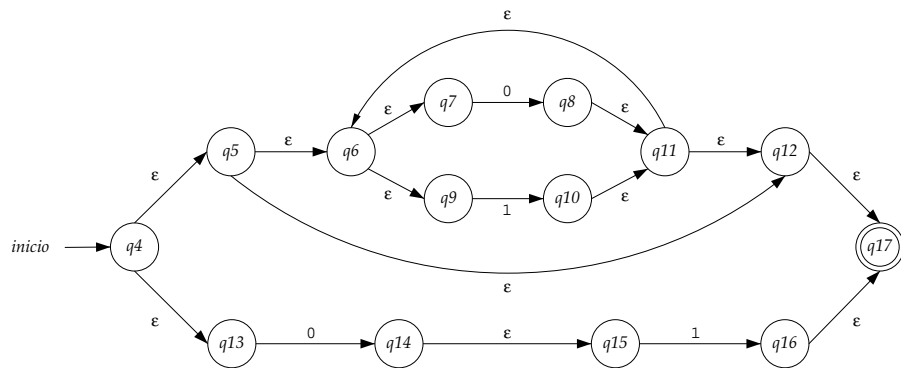 ε
q7 0 q8
ε ε
q5 ε q6 q11 ε q12
ε ε ε ε
q9 1 q10
inicio q4 q17
ε
ε ε
q13 0 q14 ε q15 1 q16